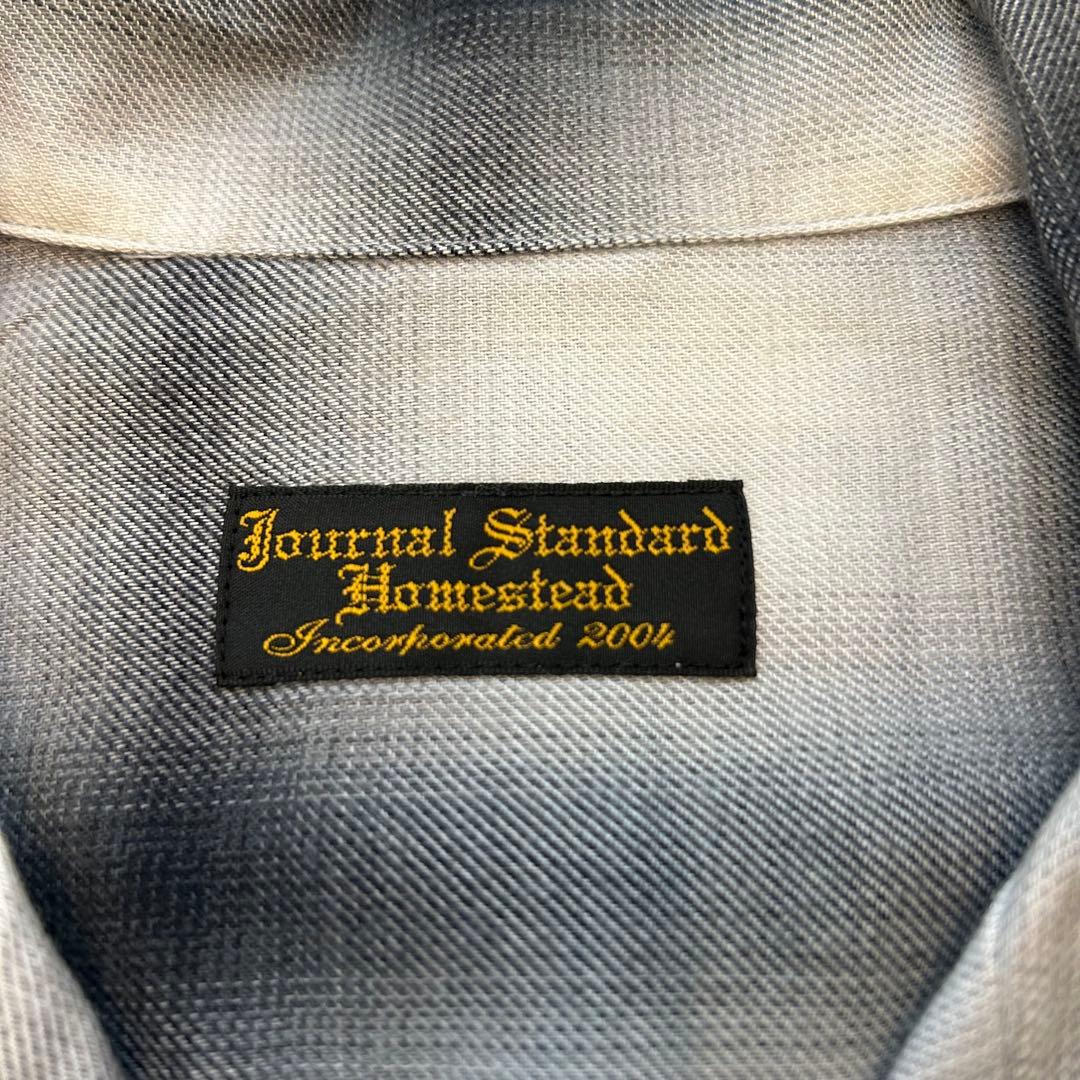 Journal Standard
Homestead
Incorporated 2004